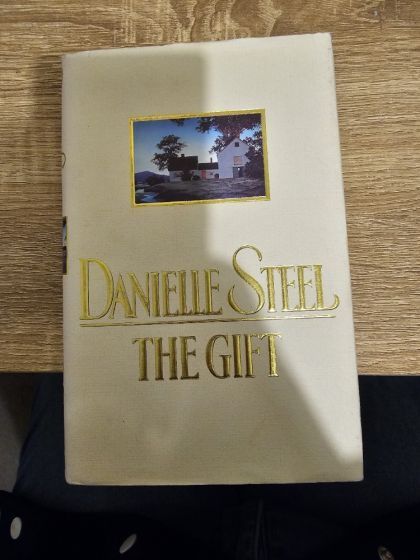 DANIELLE STEEL
THE GIFT